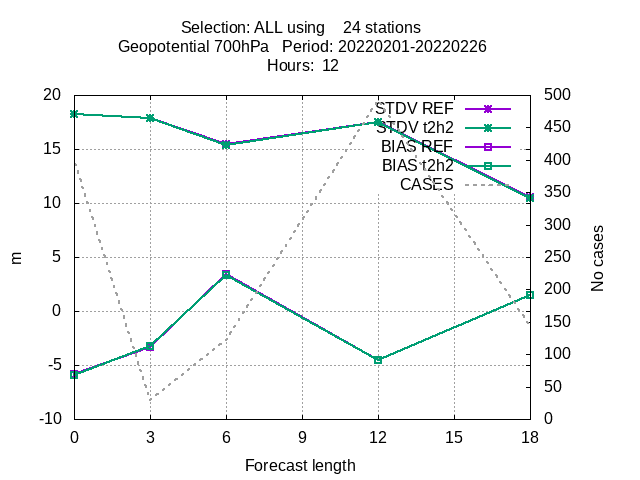 Selection: ALL using 24 stations
Geopotential 700hPa Period: 20220201-20220226
Hours: 12
20
15
10
5
0
-5
-10
m
500
450
400
350
300
250
200
150
100
50
0
No cases
STDV REF
STDV t2h2
BIAS REF
BIAS t2h2
CASES
0 3 6 9 12 15 18
Forecast length